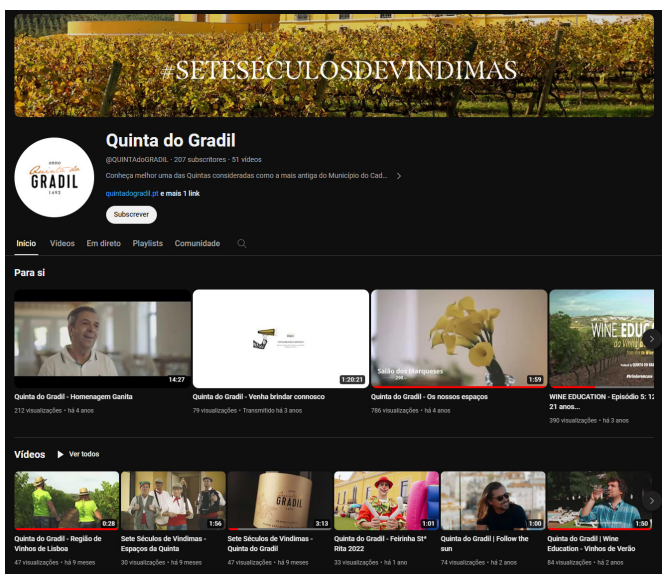 #SETESÉCULOSDEVINDIMAS
Quinta do
GRADIL
1492
Quinta do Gradil
@QUINTAdoGRADIL · 207 subscritores · 51 vídeos
Conheça melhor uma das Quintas consideradas como a mais antiga do Município do Cad...
quintadogradil.pt e mais 1 link
Subscrever
Início Vídeos Em direto Playlists Comunidade
Para si
14:27
1:20:21
Salão dos Marqueses
1:59
WINE EDUCA
Quinta do Gradil - Homenagem Ganita
Quinta do Gradil - Venha brindar connosco
Quinta do Gradil - Os nossos espaços
WINE EDUCATION - Episódio 5: 12
21 anos...
212 visualizações • há 4 anos
79 visualizações • Transmitido há 3 anos
786 visualizações • há 4 anos
390 visualizações • há 3 anos
Vídeos Ver todos
0:28
1:56
GRADIL
3:13
1:01
1:00
1:50
Quinta do Gradil - Região de
Vinhos de Lisboa
47 visualizações • há 9 meses
Sete Séculos de Vindimas -
Espaços da Quinta
30 visualizações • há 9 meses
Sete Séculos de Vindimas -
Quinta do Gradil
47 visualizações • há 9 meses
Quinta do Gradil - Feirinha Stª
Rita 2022
33 visualizações • há 1 ano
Quinta do Gradil | Follow the
sun
74 visualizações • há 2 anos
Quinta do Gradil | Wine
Education - Vinhos de Verão
84 visualizações • há 2 anos